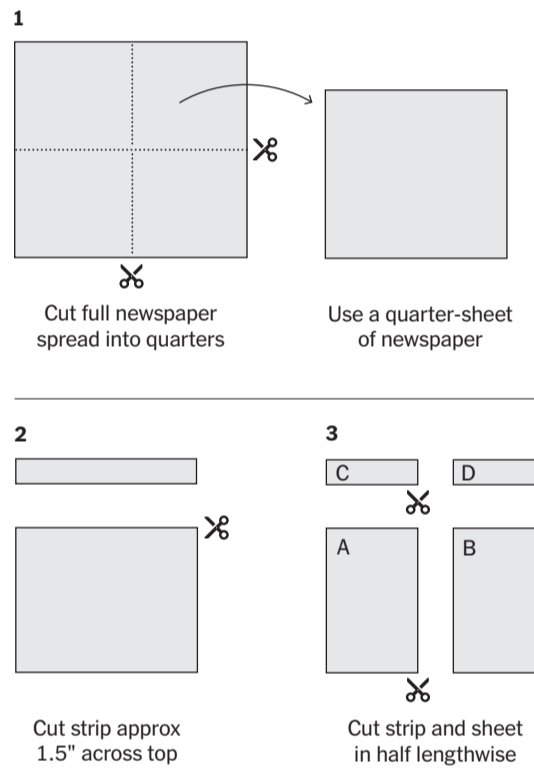 1
Cut full newspaper
spread into quarters
Use a quarter-sheet
of newspaper
2
3
C
D
A
B
Cut strip approx
1.5" across top
Cut strip and sheet
in half lengthwise